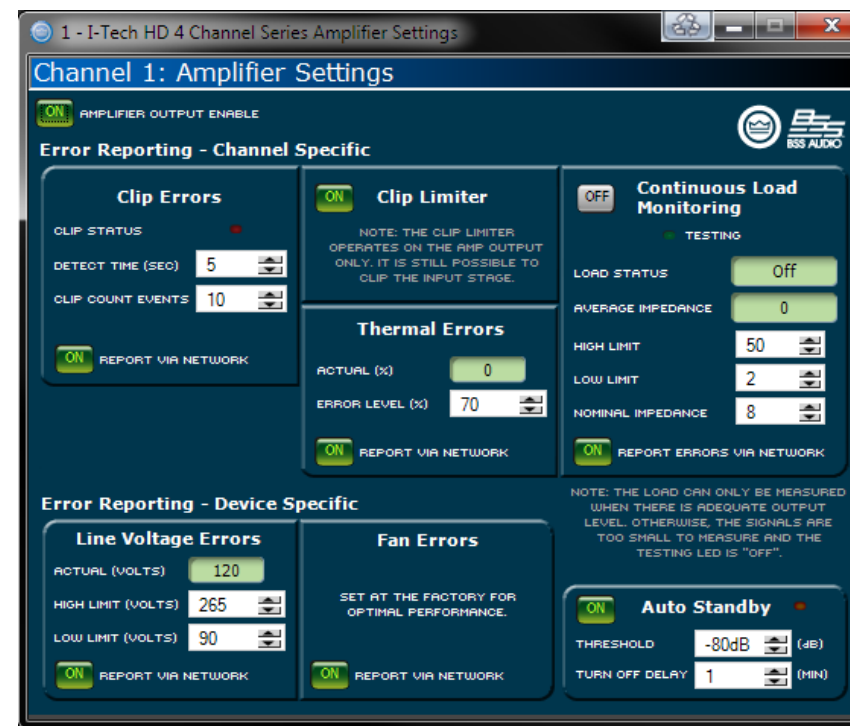 1 - I-Tech HD 4 Channel Series Amplifier Settings
Channel 1: Amplifier Settings
ON AMPLIFIER OUTPUT ENABLE
BSS AUDIO
Error Reporting - Channel Specific
Clip Errors
CLIP STATUS
DETECT TIME (SEC) 5
CLIP COUNT EVENTS 10
ON REPORT VIA NETWORK
ON Clip Limiter
NOTE: THE CLIP LIMITER
OPERATES ON THE AMP OUTPUT
ONLY. IT IS STILL POSSIBLE TO
CLIP THE INPUT STAGE.
Thermal Errors
ACTUAL (%) 0
ERROR LEVEL (%) 70
ON REPORT VIA NETWORK
OFF Continuous Load
Monitoring
TESTING
LOAD STATUS Off
AVERAGE IMPEDANCE 0
HIGH LIMIT 50
LOW LIMIT 2
NOMINAL IMPEDANCE 8
ON REPORT ERRORS VIA NETWORK
NOTE: THE LOAD CAN ONLY BE MEASURED
WHEN THERE IS ADEQUATE OUTPUT
LEVEL. OTHERWISE, THE SIGNALS ARE
TOO SMALL TO MEASURE AND THE
TESTING LED IS "OFF".
Error Reporting - Device Specific
Line Voltage Errors
ACTUAL (VOLTS) 120
HIGH LIMIT (VOLTS) 265
LOW LIMIT (VOLTS) 90
ON REPORT VIA NETWORK
Fan Errors
SET AT THE FACTORY FOR
OPTIMAL PERFORMANCE.
ON REPORT VIA NETWORK
ON Auto Standby
THRESHOLD -80dB (dB)
TURN OFF DELAY 1 (MIN)